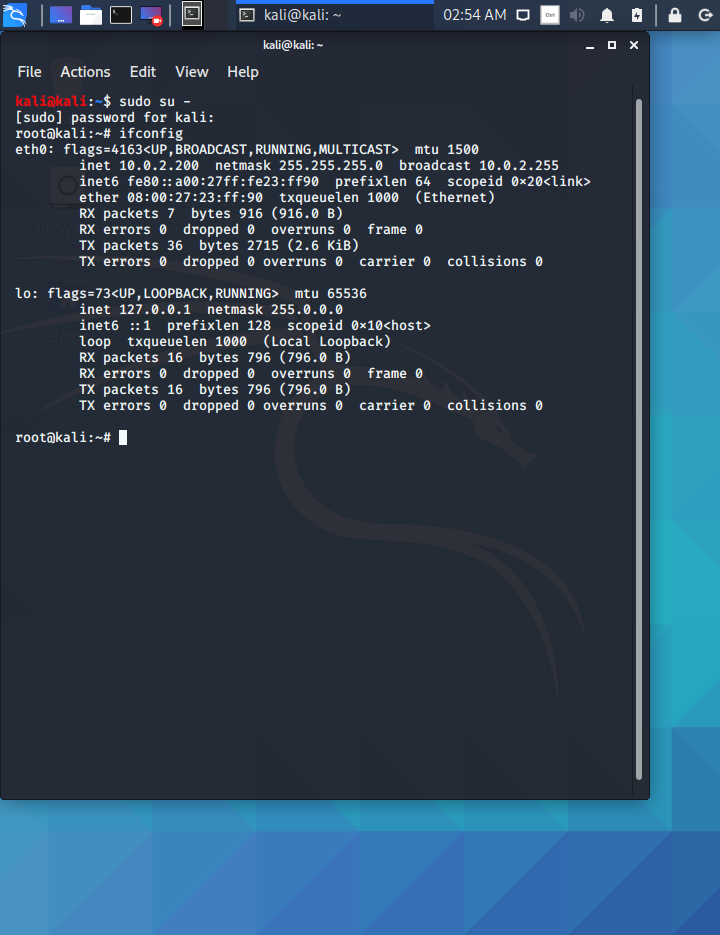 kali@kali: ~
02:54 AM
Ctrl
kali@kali: ~
File Actions Edit View Help
kali@kali:~$ sudo su -
[sudo] password for kali:
root@kali:~# ifconfig
eth0: flags=4163<UP,BROADCAST,RUNNING,MULTICAST>  mtu 1500
        inet 10.0.2.200  netmask 255.255.255.0  broadcast 10.0.2.255
        inet6 fe80::a00:27ff:fe23:ff90  prefixlen 64  scopeid 0×20<link>
        ether 08:00:27:23:ff:90  txqueuelen 1000  (Ethernet)
        RX packets 7  bytes 916 (916.0 B)
        RX errors 0  dropped 0  overruns 0  frame 0
        TX packets 36  bytes 2715 (2.6 KiB)
        TX errors 0  dropped 0 overruns 0  carrier 0  collisions 0

lo: flags=73<UP,LOOPBACK,RUNNING>  mtu 65536
        inet 127.0.0.1  netmask 255.0.0.0
        inet6 ::1  prefixlen 128  scopeid 0×10<host>
        loop  txqueuelen 1000  (Local Loopback)
        RX packets 16  bytes 796 (796.0 B)
        RX errors 0  dropped 0  overruns 0  frame 0
        TX packets 16  bytes 796 (796.0 B)
        TX errors 0  dropped 0 overruns 0  carrier 0  collisions 0

root@kali:~#